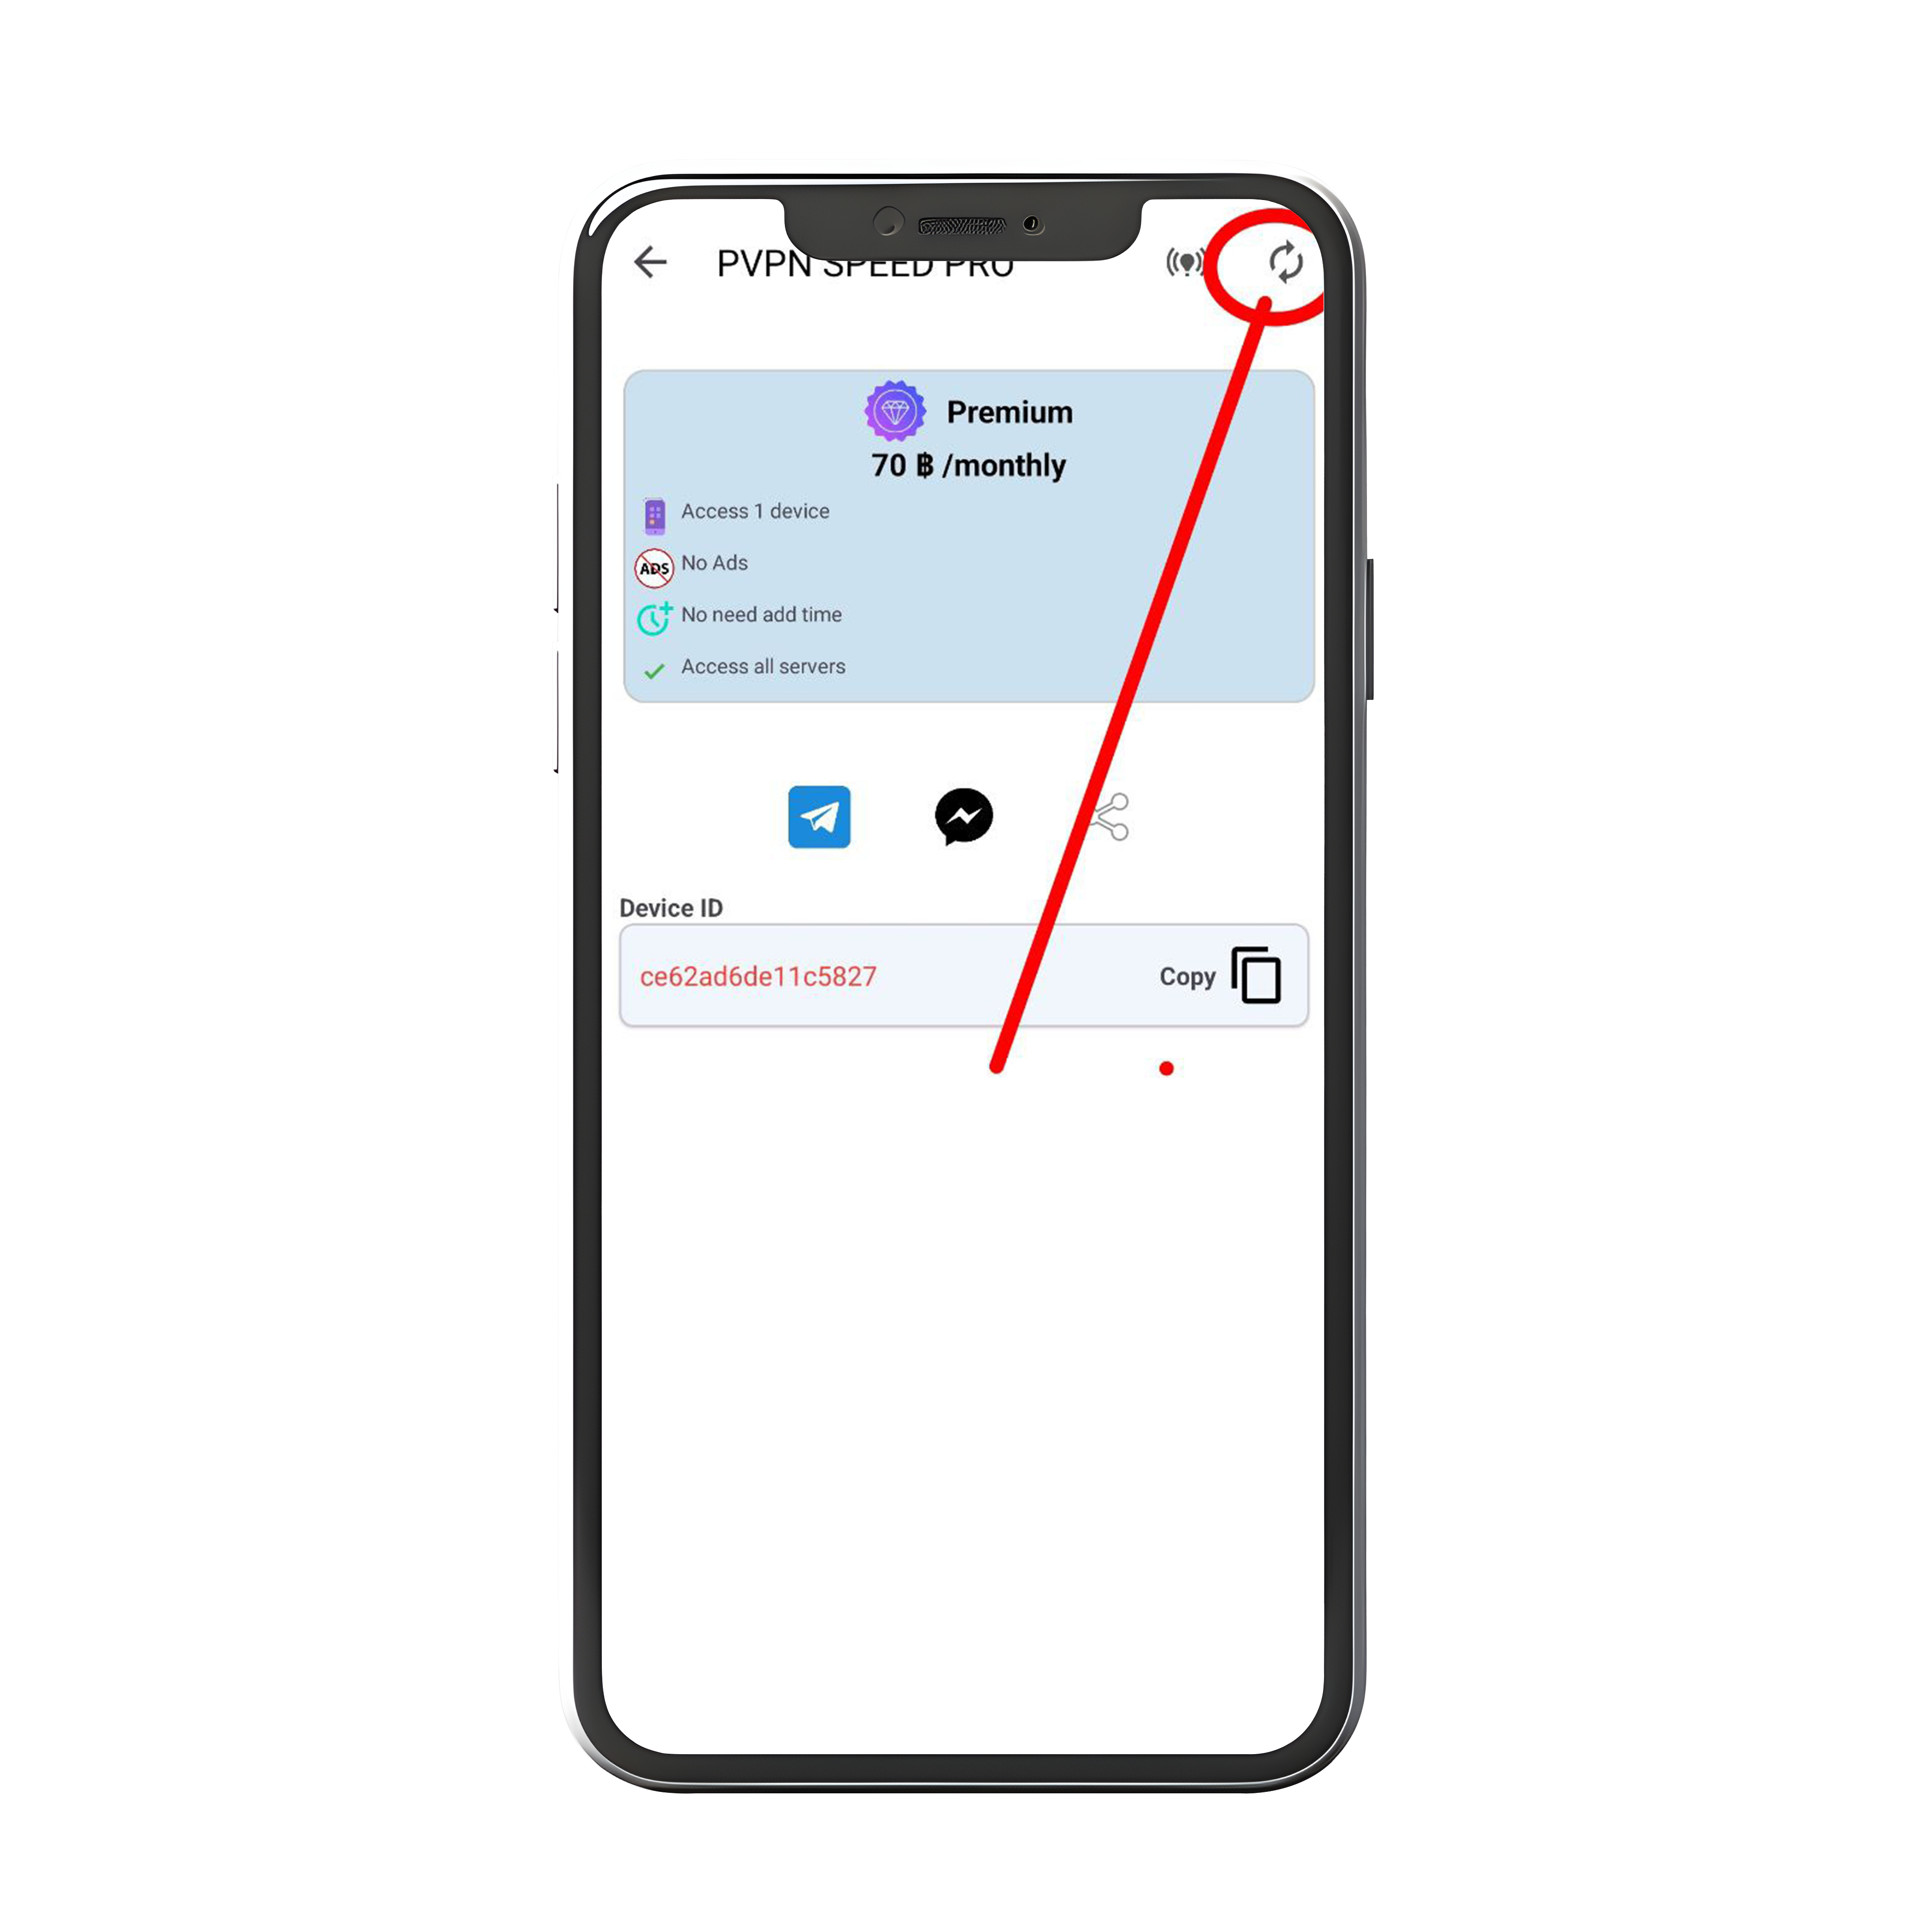 PVPN SPEED PRO
Premium
70 ฿ /monthly
Access 1 device
ADS
No Ads
No need add time
Access all servers
Device ID
ce62ad6de11c5827
Copy